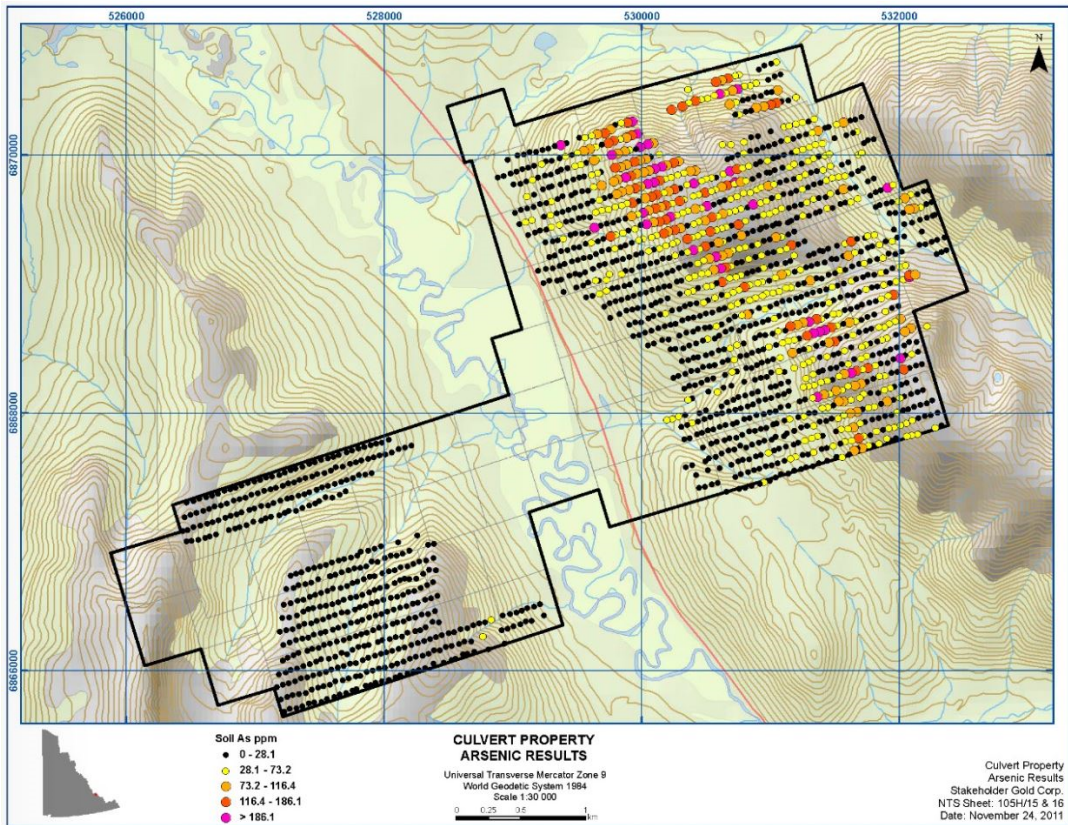 526000 528000 530000 532000
N
6870000
6868000
6866000
Soil As ppm
0 - 28.1
28.1 - 73.2
73.2 - 116.4
116.4 - 186.1
> 186.1
CULVERT PROPERTY
ARSENIC RESULTS
Universal Transverse Mercator Zone 9
World Geodetic System 1984
Scale 1:30 000
0 0.25 0.5 1
km
Culvert Property
Arsenic Results
Stakeholder Gold Corp.
NTS Sheet: 105H/15 & 16
Date: November 24, 2011